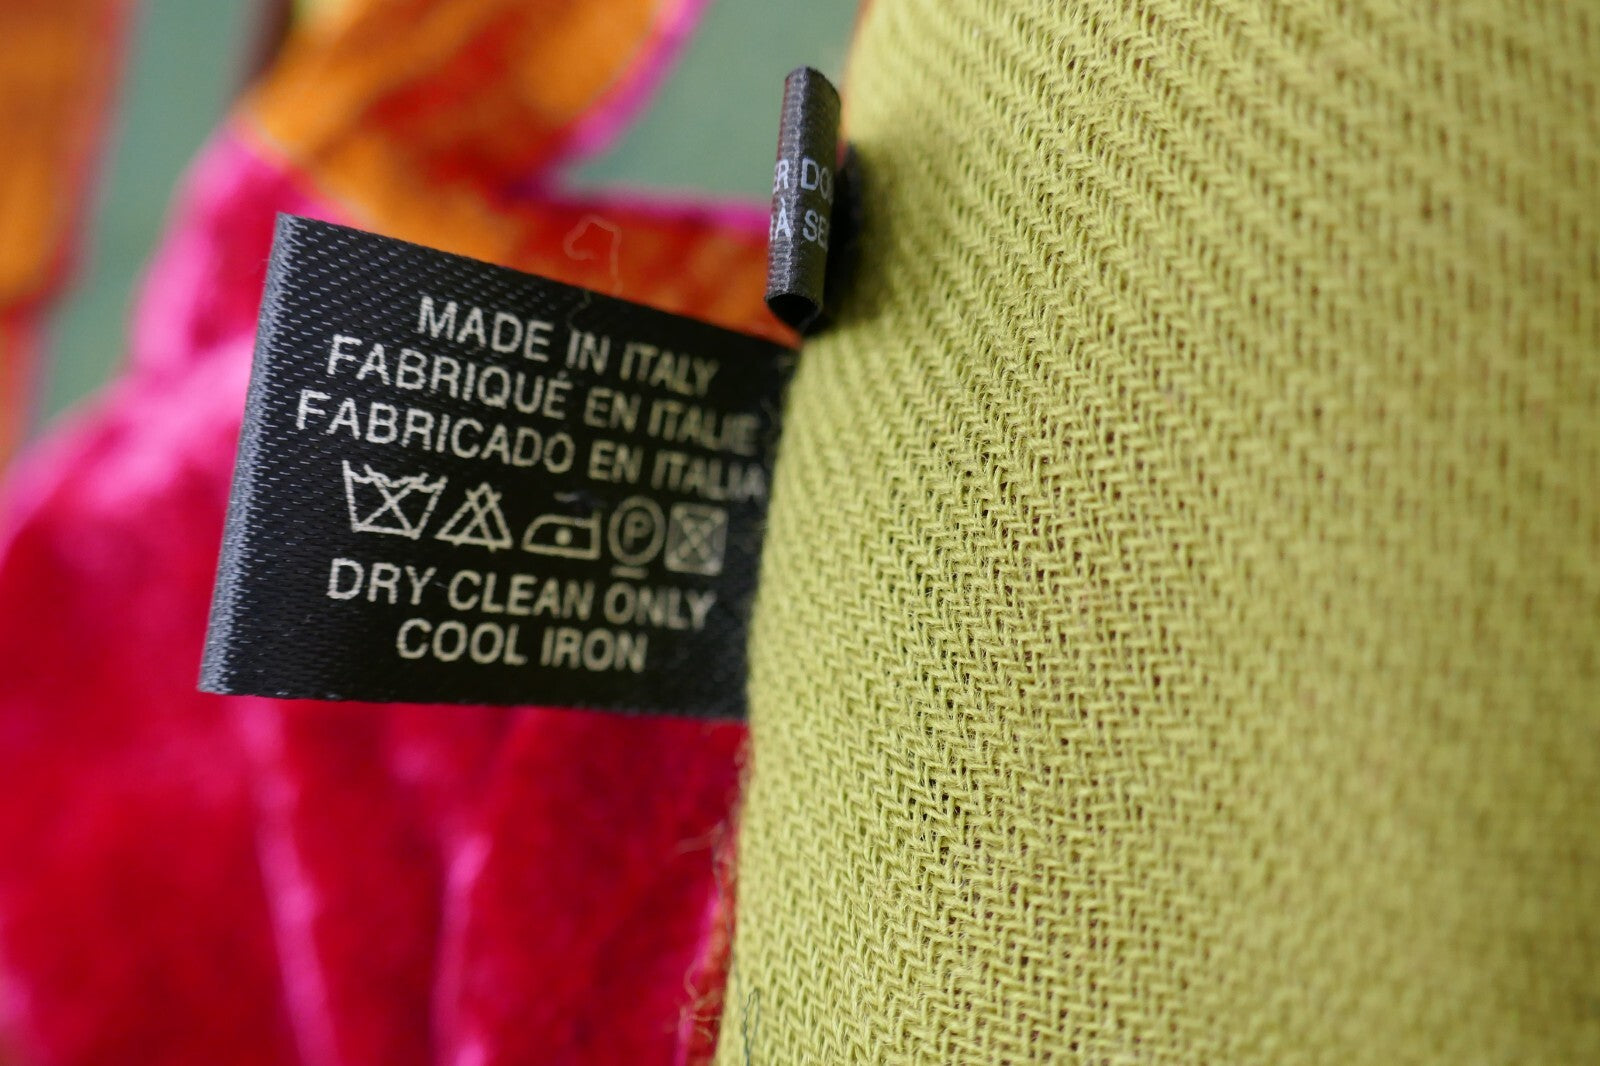 MADE IN ITALY
FABRIQUÉ EN ITALIE
FABRICADO EN ITALIA
P
DRY CLEAN ONLY
COOL IRON